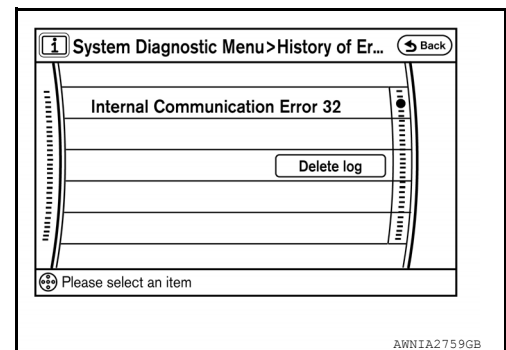 i System Diagnostic Menu>History of Er... Back
Internal Communication Error 32
Delete log
Please select an item
AWNIA2759GB